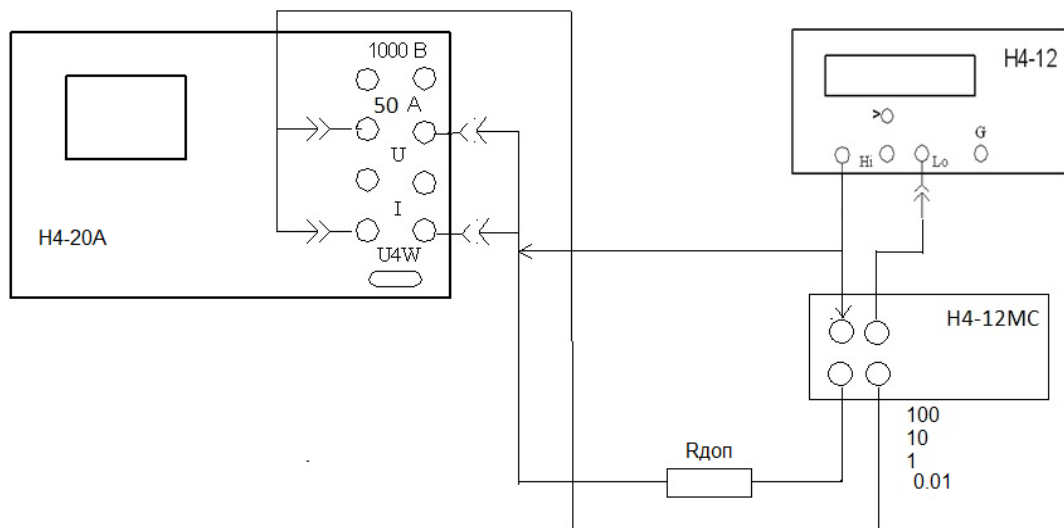 1000 В
50 А
U
I
U4W
Н4-20А
Н4-12
>
G
Hi
Lo
Н4-12МС
100
10
1
0.01
Rдоп